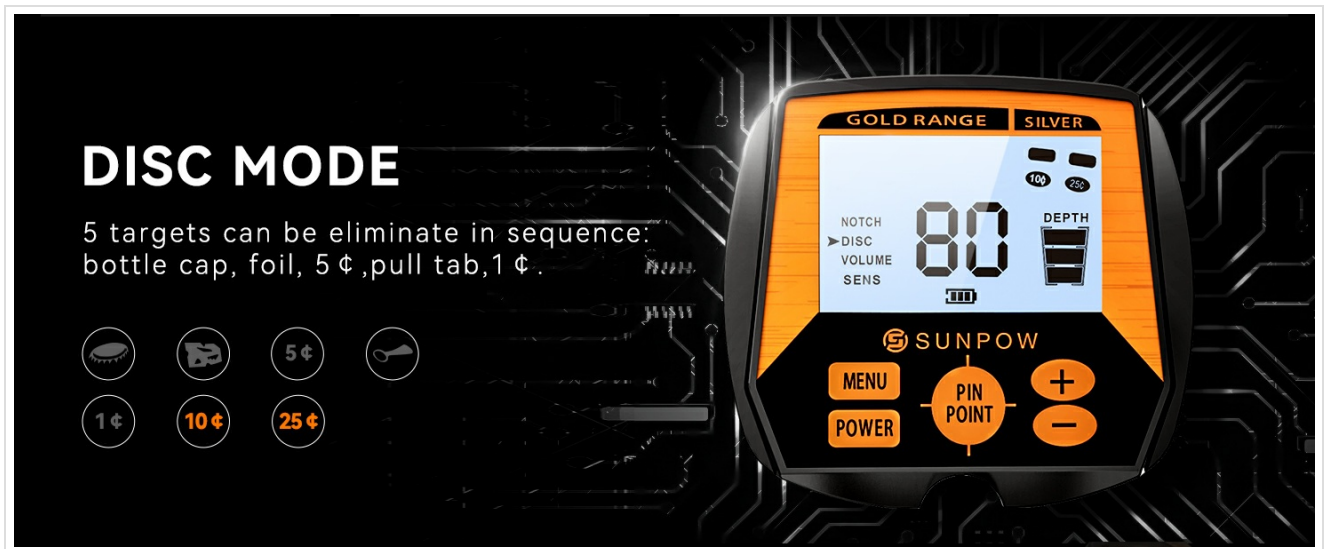 DISC MODE
5 targets can be eliminate in sequence:
bottle cap, foil, 5 ¢ ,pull tab,1 ¢ .
5 ¢
1 ¢ 10 ¢ 25 ¢
GOLD RANGE SILVER
10¢ 25¢
NOTCH
DISC
VOLUME
SENS
80
DEPTH
SUNPOW
MENU
POWER
PIN
POINT
+
−